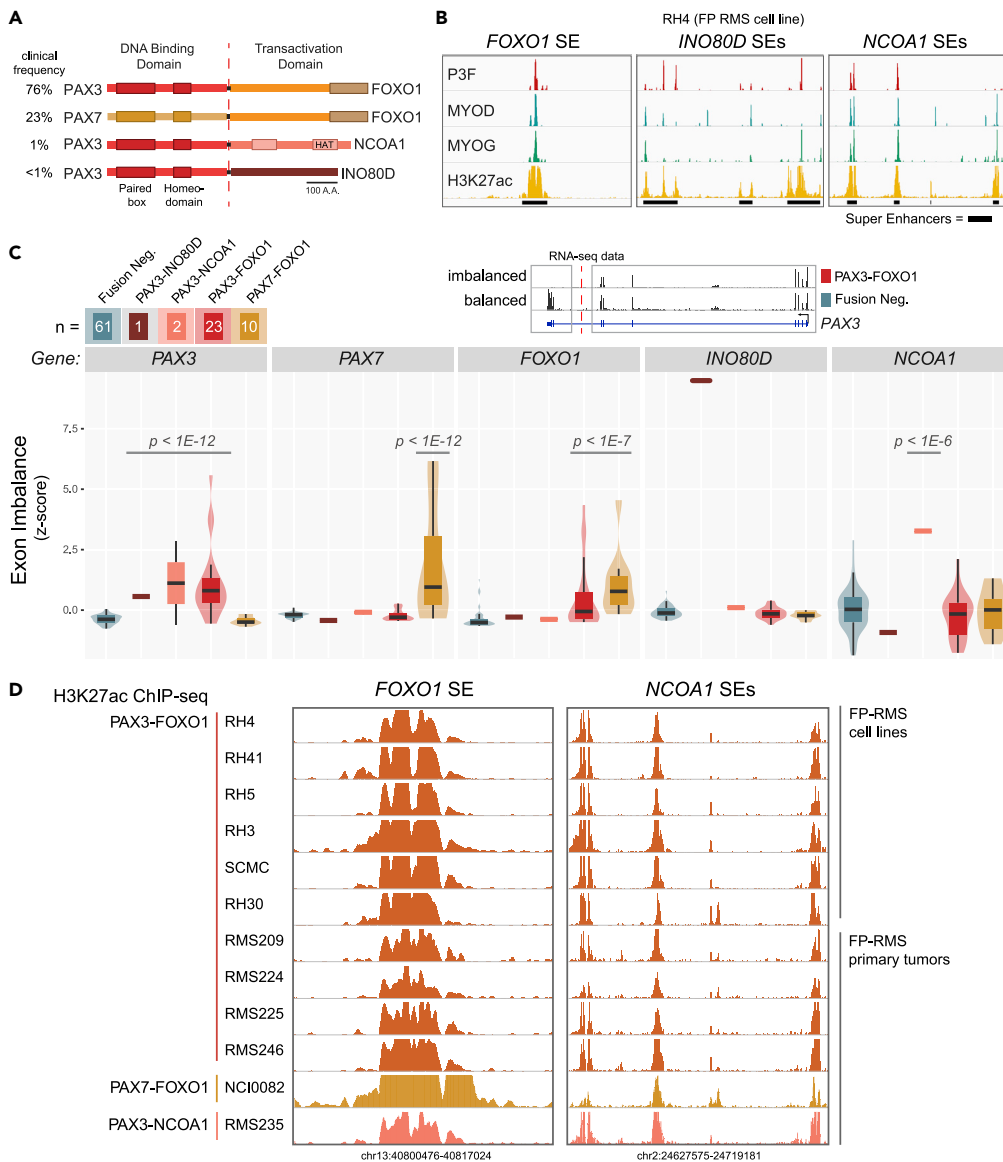 A
clinical frequency
DNA Binding Domain
Transactivation Domain
76% PAX3 FOXO1
23% PAX7 FOXO1
1% PAX3 HAT NCOA1
<1% PAX3 INO80D
Paired box
Homeo-domain
100 A.A.
B
RH4 (FP RMS cell line)
FOXO1 SE
INO80D SEs
NCOA1 SEs
P3F
MYOD
MYOG
H3K27ac
Super Enhancers =
C
Fusion Neg.
PAX3-INO80D
PAX3-NCOA1
PAX3-FOXO1
PAX7-FOXO1
n = 61 1 2 23 10
RNA-seq data
imbalanced
balanced
PAX3-FOXO1
Fusion Neg.
PAX3
Gene: PAX3 PAX7 FOXO1 INO80D NCOA1
Exon Imbalance
(z-score)
7,5
5.0
2.5
0.0
p < 1E-12
p < 1E-12
p < 1E-7
p < 1E-6
D
H3K27ac ChIP-seq
FOXO1 SE
NCOA1 SEs
PAX3-FOXO1
RH4
RH41
RH5
RH3
SCMC
RH30
RMS209
RMS224
RMS225
RMS246
PAX7-FOXO1 NCI0082
PAX3-NCOA1 RMS235
FP-RMS
cell lines
FP-RMS
primary tumors
chr13:40800476-40817024
chr2:24627575-24719181